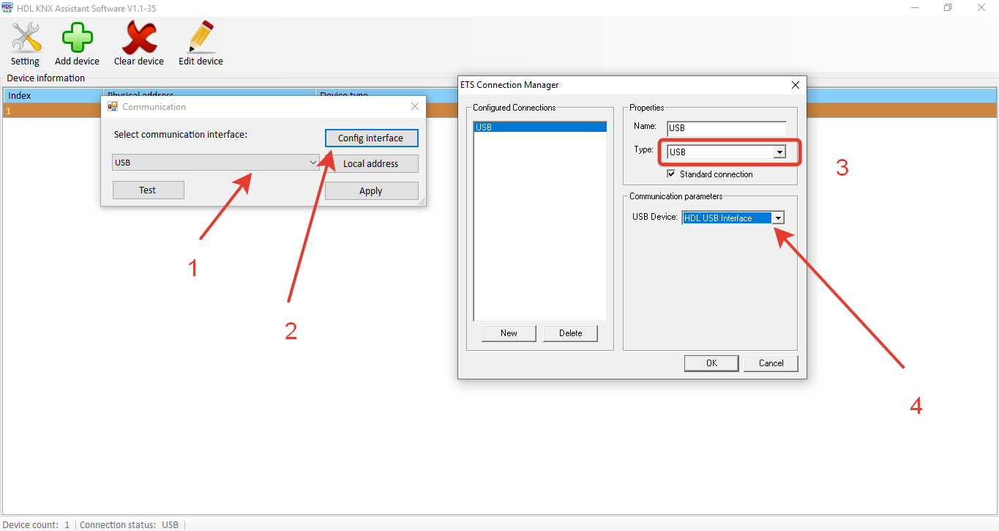 HDL KNX Assistant Software V1.1-35
Setting
Add device
Clear device
Edit device
Device information
Index
Physical address
Device type
1
Communication
Select communication interface:
Config interface
USB
Local address
Test
Apply
ETS Connection Manager
Configured Connections
USB
New
Delete
Properties
Name:
USB
Type:
USB
Standard connection
Communication parameters
USB Device:
HDL USB Interface
OK
Cancel
1
2
3
4
Device count: 1
Connection status: USB